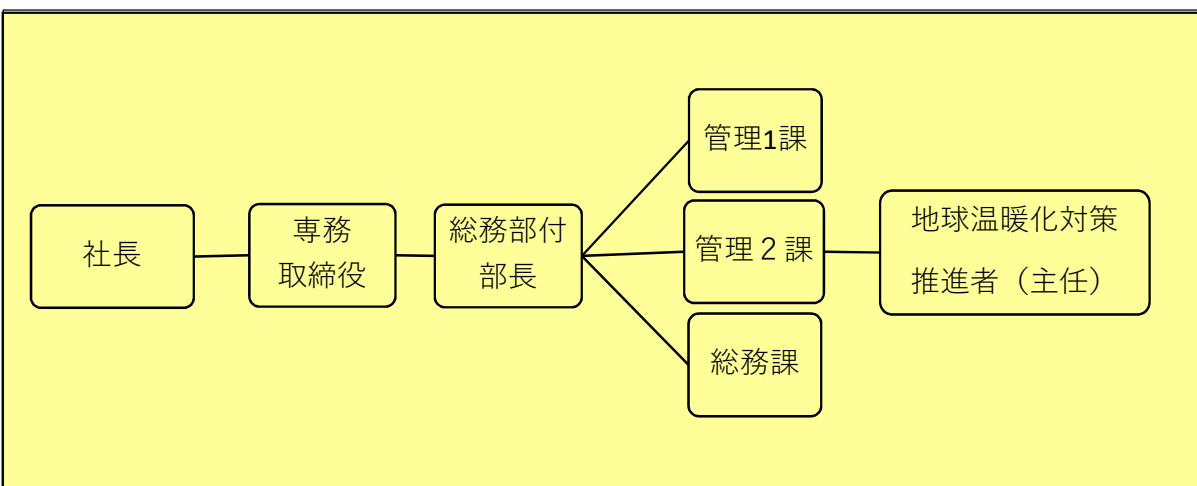 社長
専務
取締役
総務部付
部長
管理1課
管理２課
総務課
地球温暖化対策
推進者（主任）